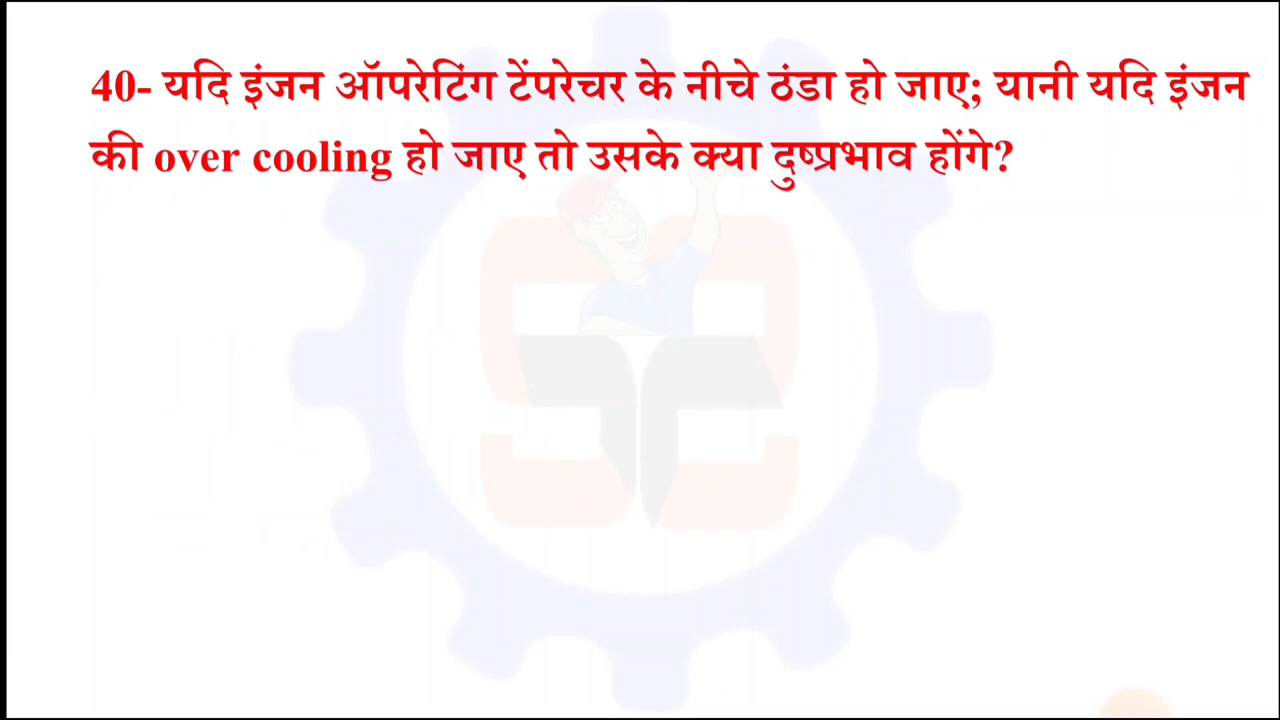 40- यदि इंजन ऑपरेटिंग टेंपरेचर के नीचे ठंडा हो जाए; यानी यदि इंजन
की over cooling हो जाए तो उसके क्या दुष्प्रभाव होंगे?